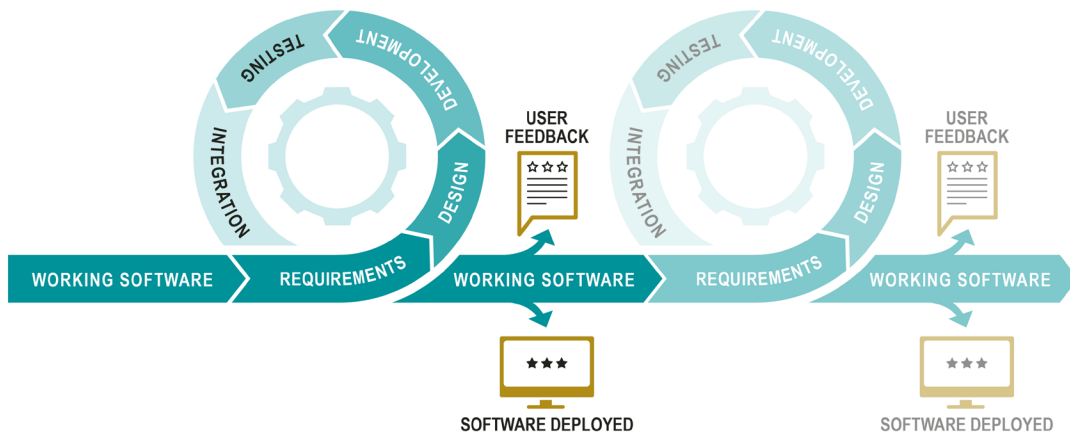 TESTING
DEVELOPMENT
INTEGRATION
DESIGN
USER
FEEDBACK
WORKING SOFTWARE
REQUIREMENTS
WORKING SOFTWARE
SOFTWARE DEPLOYED
TESTING
DEVELOPMENT
INTEGRATION
DESIGN
USER
FEEDBACK
REQUIREMENTS
WORKING SOFTWARE
SOFTWARE DEPLOYED